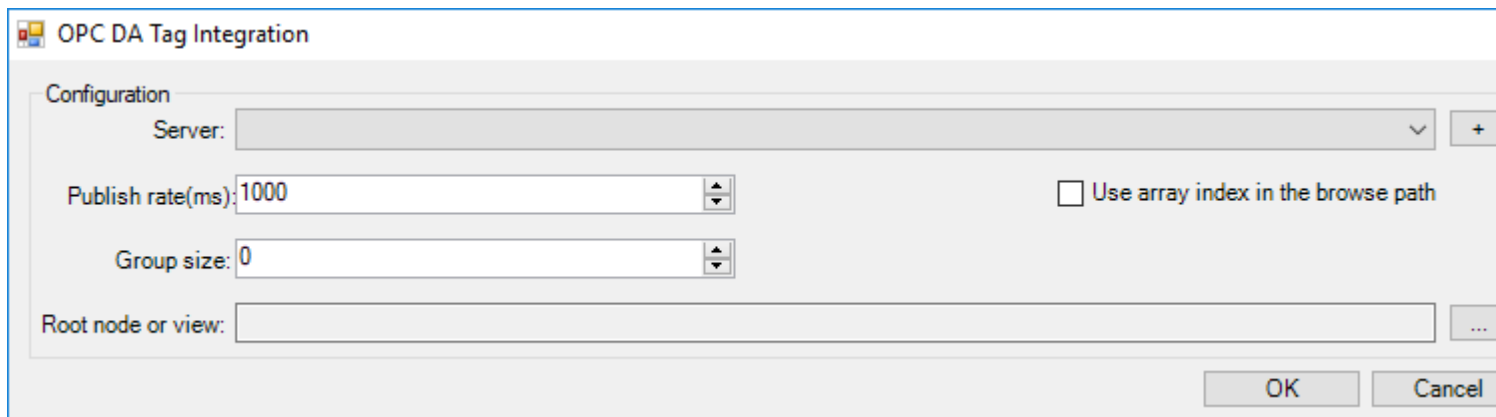 OPC DA Tag Integration
Configuration
Server:
+
Publish rate(ms): 1000
Use array index in the browse path
Group size: 0
Root node or view:
...
OK Cancel